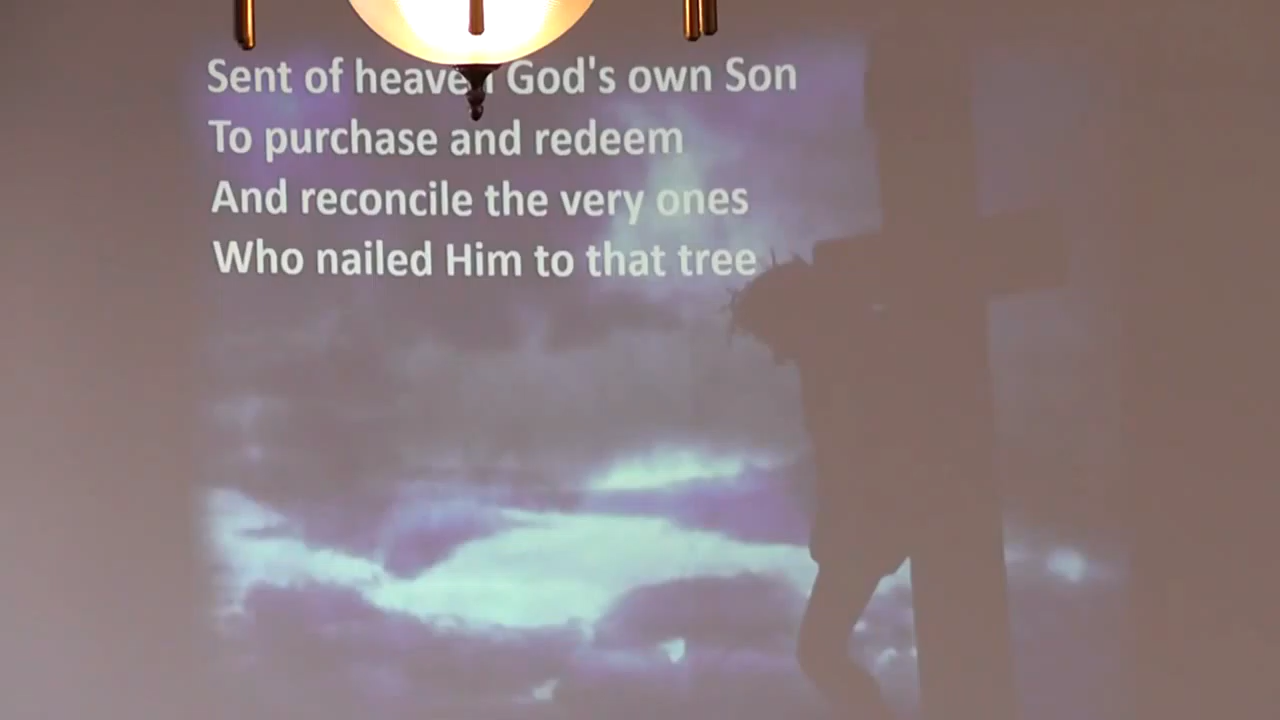 Sent of heaven God's own Son
To purchase and redeem
And reconcile the very ones
Who nailed Him to that tree